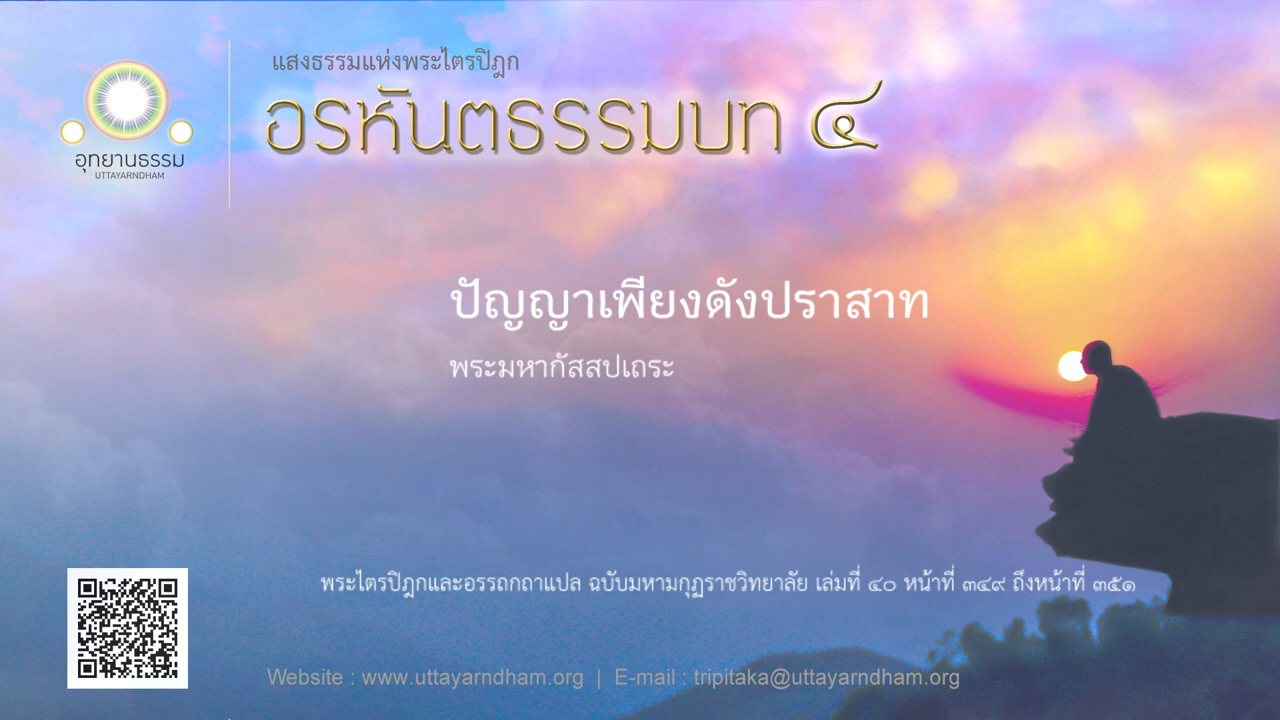 แสงธรรมแห่งพระไตรปิฎก
อรหันตธรรมบท ๔
อุทยานธรรม
UTTAYARNDHAM
ปัญญาเพียงดังปราสาท
พระมหากัสสปเถระ
พระไตรปิฎกและอรรถกถาแปล ฉบับมหามกุฏราชวิทยาลัย เล่มที่ ๔๐ หน้าที่ ๓๔๙ ถึงหน้าที่ ๓๕๑
Website : www.uttayarndham.org | E-mail : tripitaka@uttayarndham.org